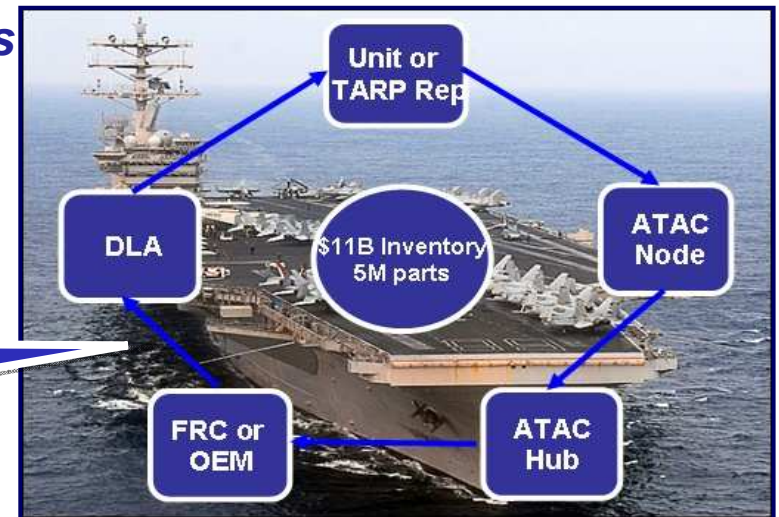 s
Unit or
TARP Rep
ATAC
Node
ATAC
Hub
FRC or
OEM
DLA
$11B Inventory
5M parts